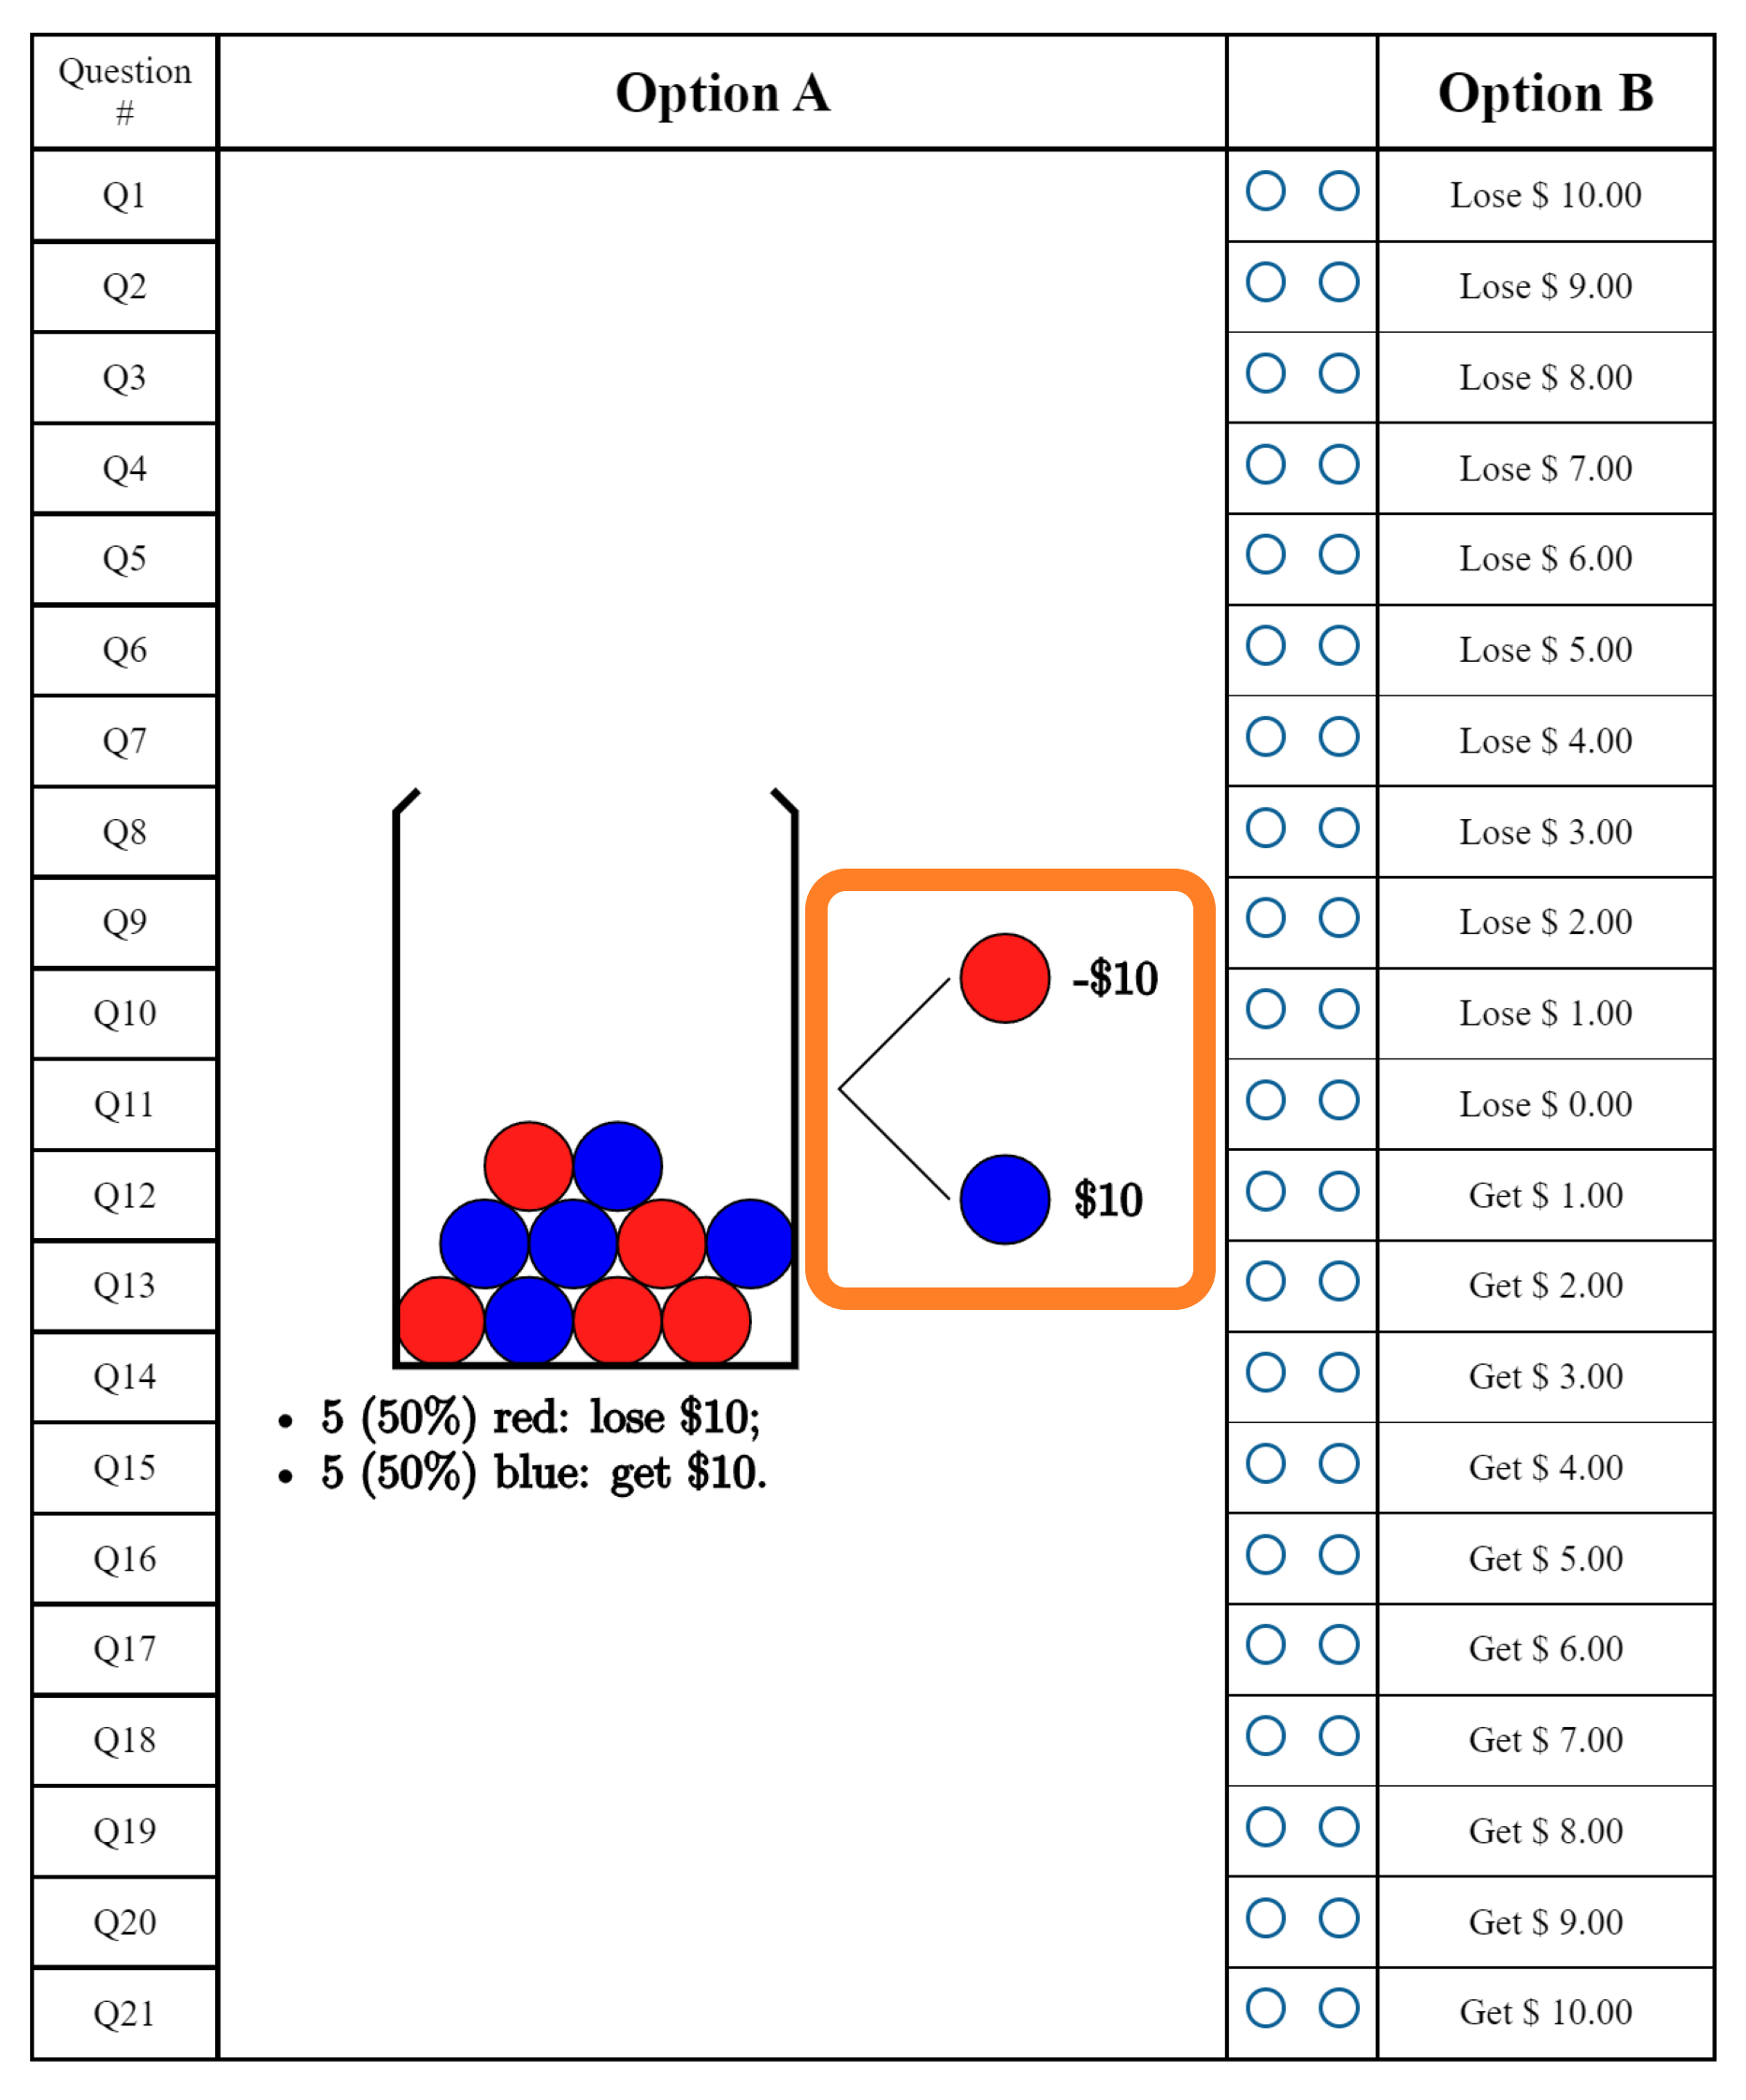 Question
#
Option A
Option B
Q1
Lose $ 10.00
Q2
Lose $ 9.00
Q3
Lose $ 8.00
Q4
Lose $ 7.00
Q5
Lose $ 6.00
Q6
Lose $ 5.00
Q7
Lose $ 4.00
Q8
Lose $ 3.00
Q9
Lose $ 2.00
-$10
Q10
Lose $ 1.00
Q11
Lose $ 0.00
$10
Q12
Get $ 1.00
Q13
Get $ 2.00
Q14
Get $ 3.00
• 5 (50%) red: lose $10;
• 5 (50%) blue: get $10.
Q15
Get $ 4.00
Q16
Get $ 5.00
Q17
Get $ 6.00
Q18
Get $ 7.00
Q19
Get $ 8.00
Q20
Get $ 9.00
Q21
Get $ 10.00